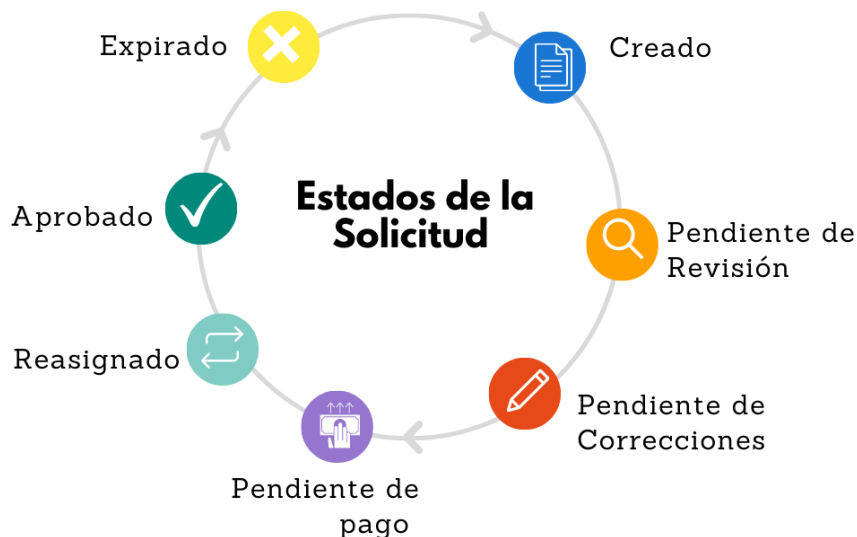 Expirado
Creado
Estados de la
Solicitud
Aprobado
Pendiente de
Revisión
Reasignado
Pendiente de
Correcciones
Pendiente de
pago